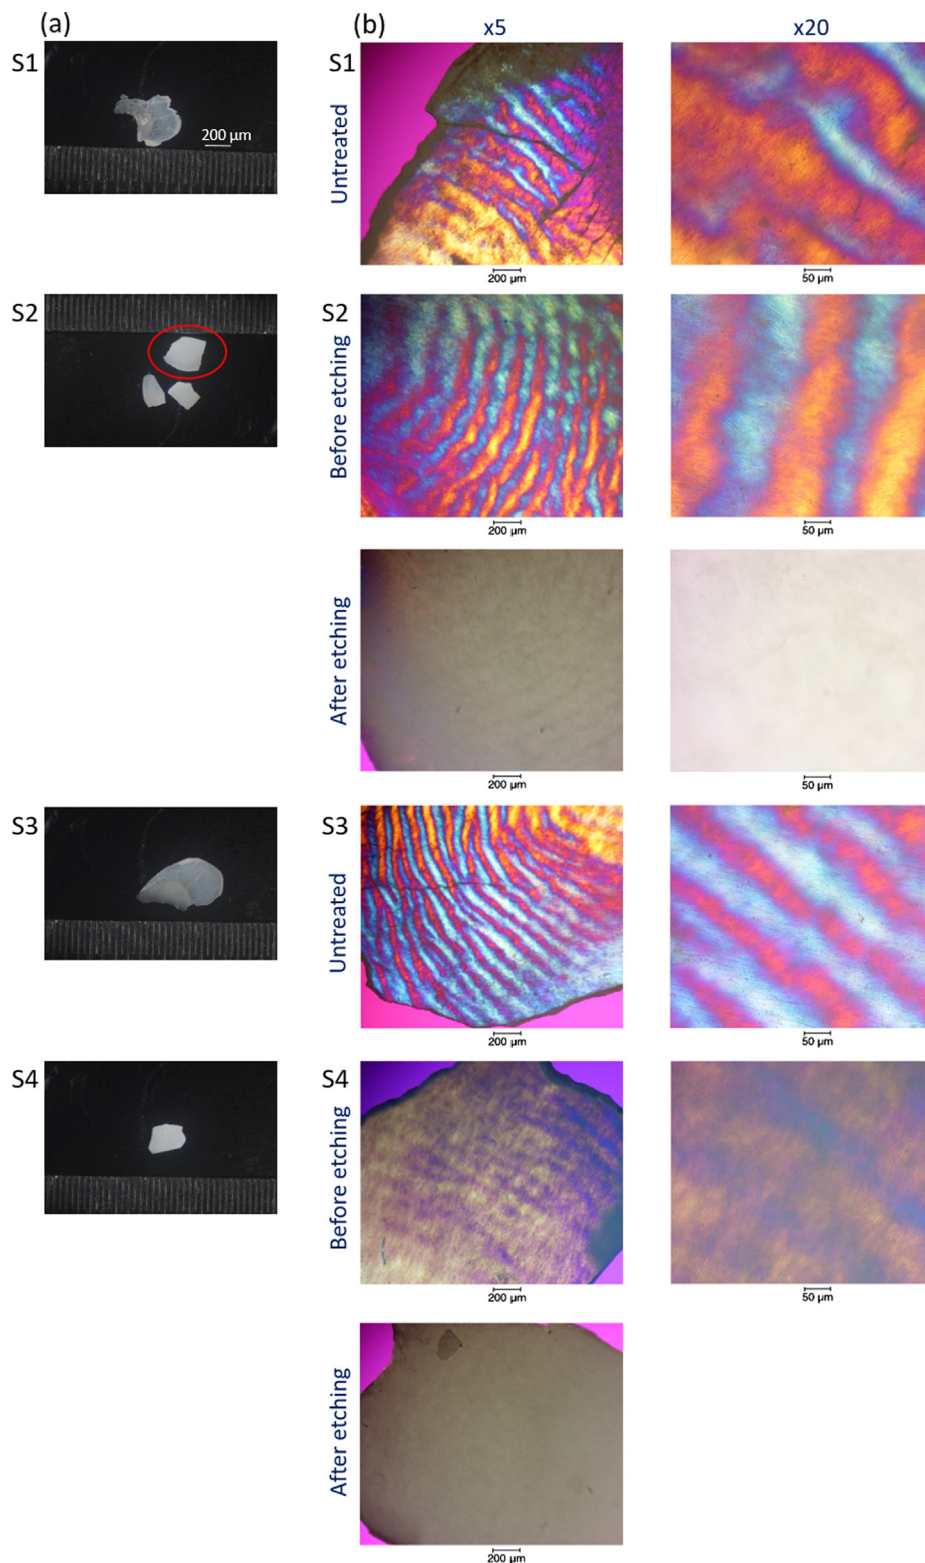 (a)
(b)
x5
x20
S1
200 µm
S1
Untreated
200 µm
50 µm
S2
S2
Before etching
200 µm
50 µm
After etching
200 µm
50 µm
S3
S3
Untreated
200 µm
50 µm
S4
S4
Before etching
200 µm
50 µm
After etching
200 µm